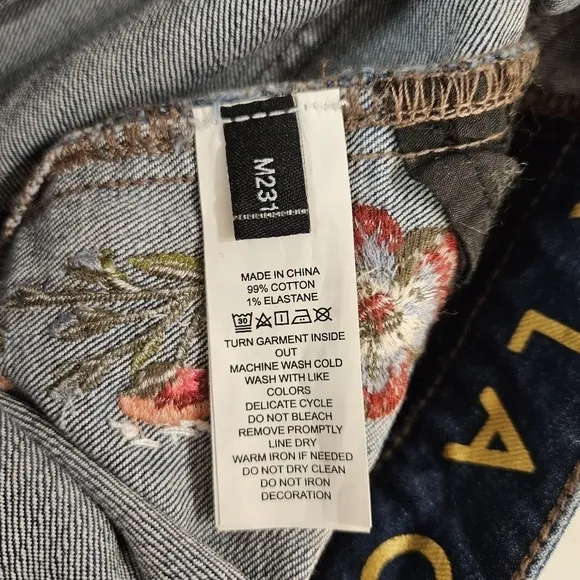 M231
MADE IN CHINA
99% COTTON
1% ELASTANE
30
TURN GARMENT INSIDE
OUT
MACHINE WASH COLD
WASH WITH LIKE
COLORS
DELICATE CYCLE
DO NOT BLEACH
REMOVE PROMPTLY
LINE DRY
WARM IRON IF NEEDED
DO NOT DRY CLEAN
DO NOT IRON
DECORATION
L
A